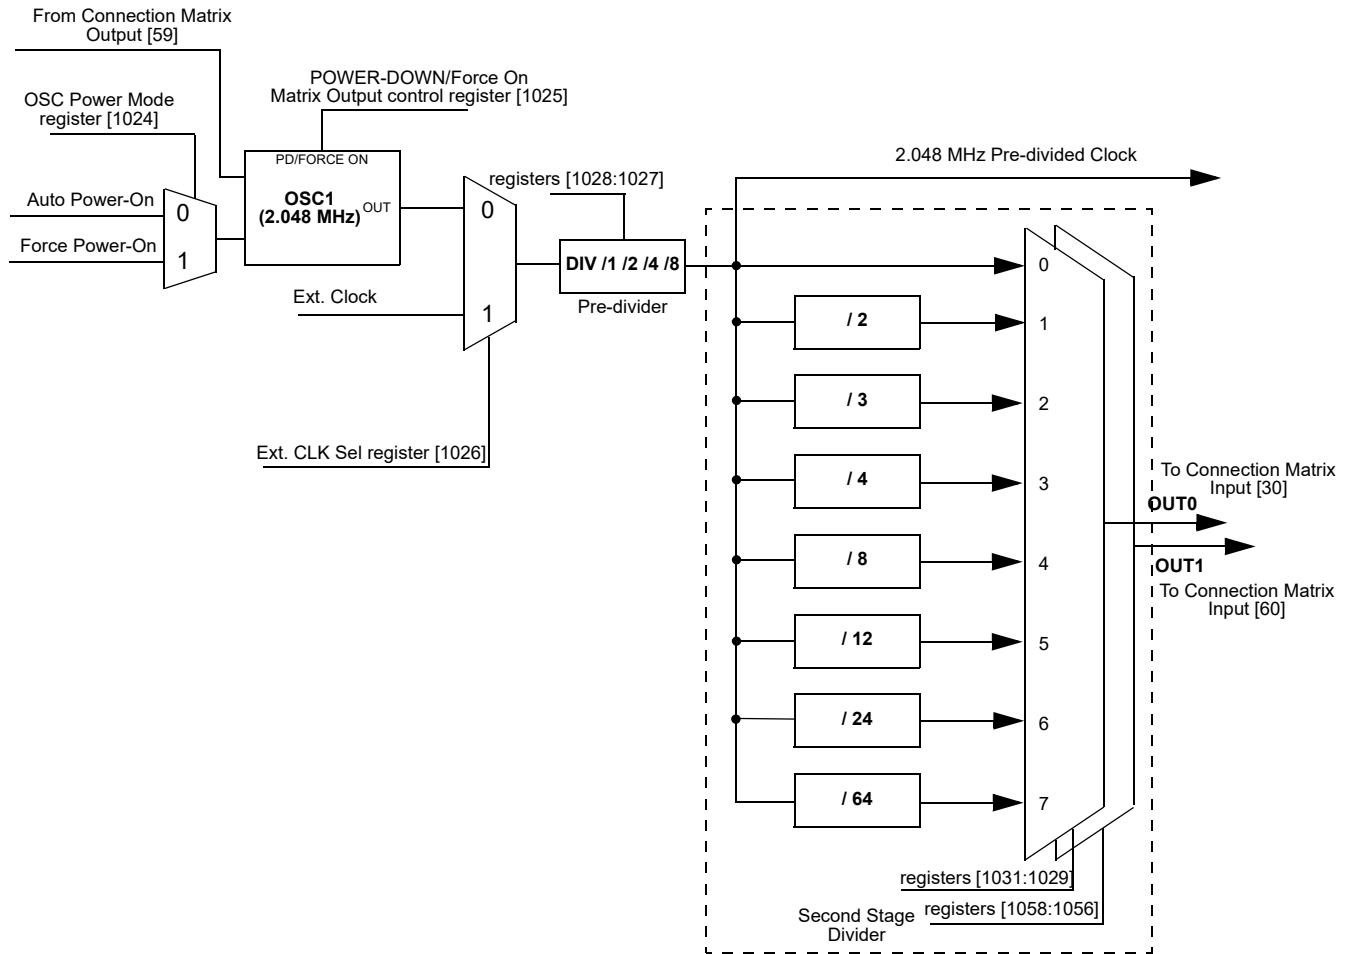 From Connection Matrix
Output [59]
POWER-DOWN/Force On
Matrix Output control register [1025]
OSC Power Mode
register [1024]
PD/FORCE ON
OSC1
(2.048 MHz)
OUT
Auto Power-On
0
Force Power-On
1
0
1
Ext. Clock
Ext. CLK Sel register [1026]
registers [1028:1027]
DIV /1 /2 /4 /8
Pre-divider
2.048 MHz Pre-divided Clock
0
/ 2
1
/ 3
2
/ 4
3
/ 8
4
/ 12
5
/ 24
6
/ 64
7
To Connection Matrix
Input [30]
OUT0
OUT1
To Connection Matrix
Input [60]
registers [1031:1029]
registers [1058:1056]
Second Stage
Divider